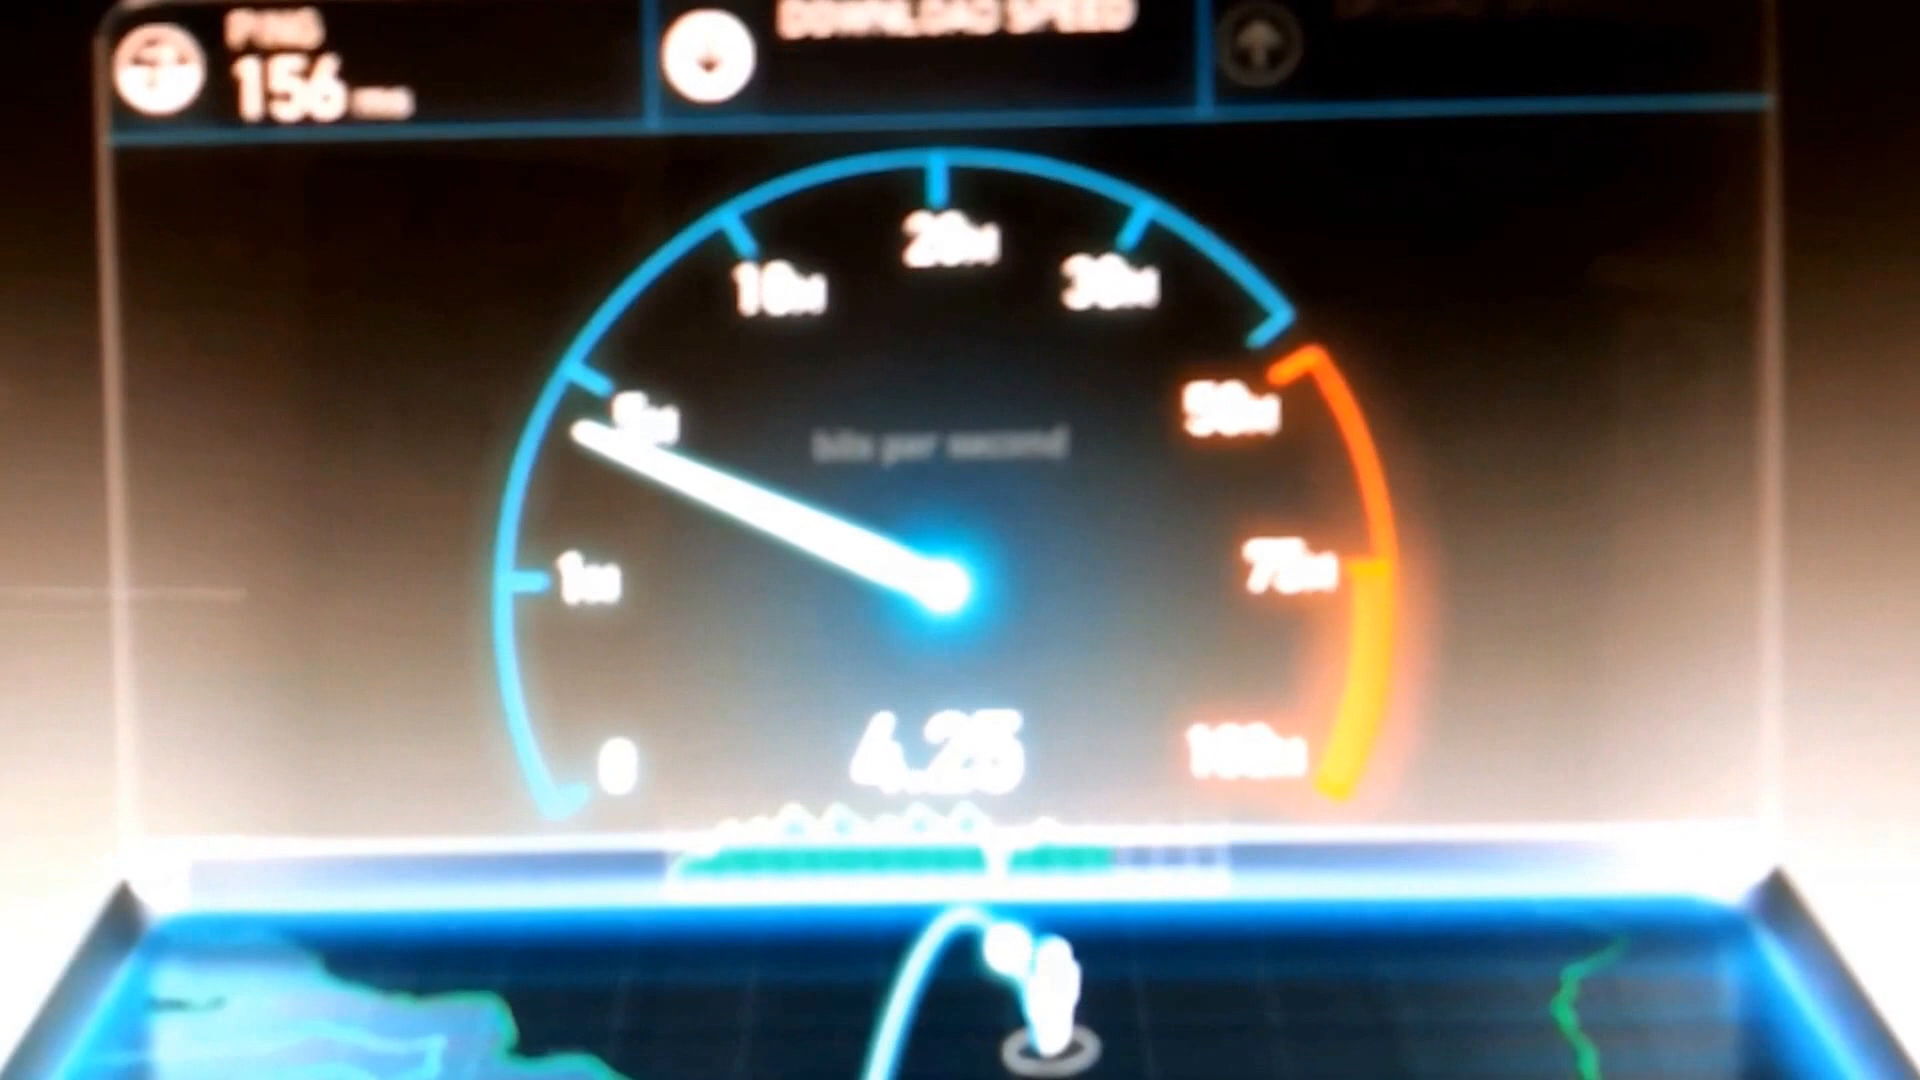 PING
156 ms
DOWNLOAD SPEED
20M
10M
30M
5M
50M
bits per second
1M
75M
0
4.25
100M